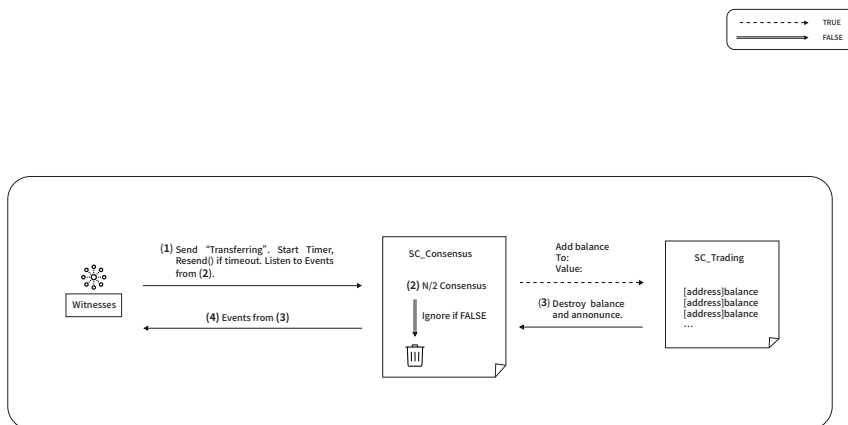 TRUE
FALSE
(1) Send “Transferring”. Start Timer,
Resend() if timeout. Listen to Events
from (2).
Witnesses
(4) Events from (3)
SC_Consensus
(2) N/2 Consensus
Ignore if FALSE
Add balance
To:
Value:
(3) Destroy balance
and annonunce.
SC_Trading
[address]balance
[address]balance
[address]balance
...